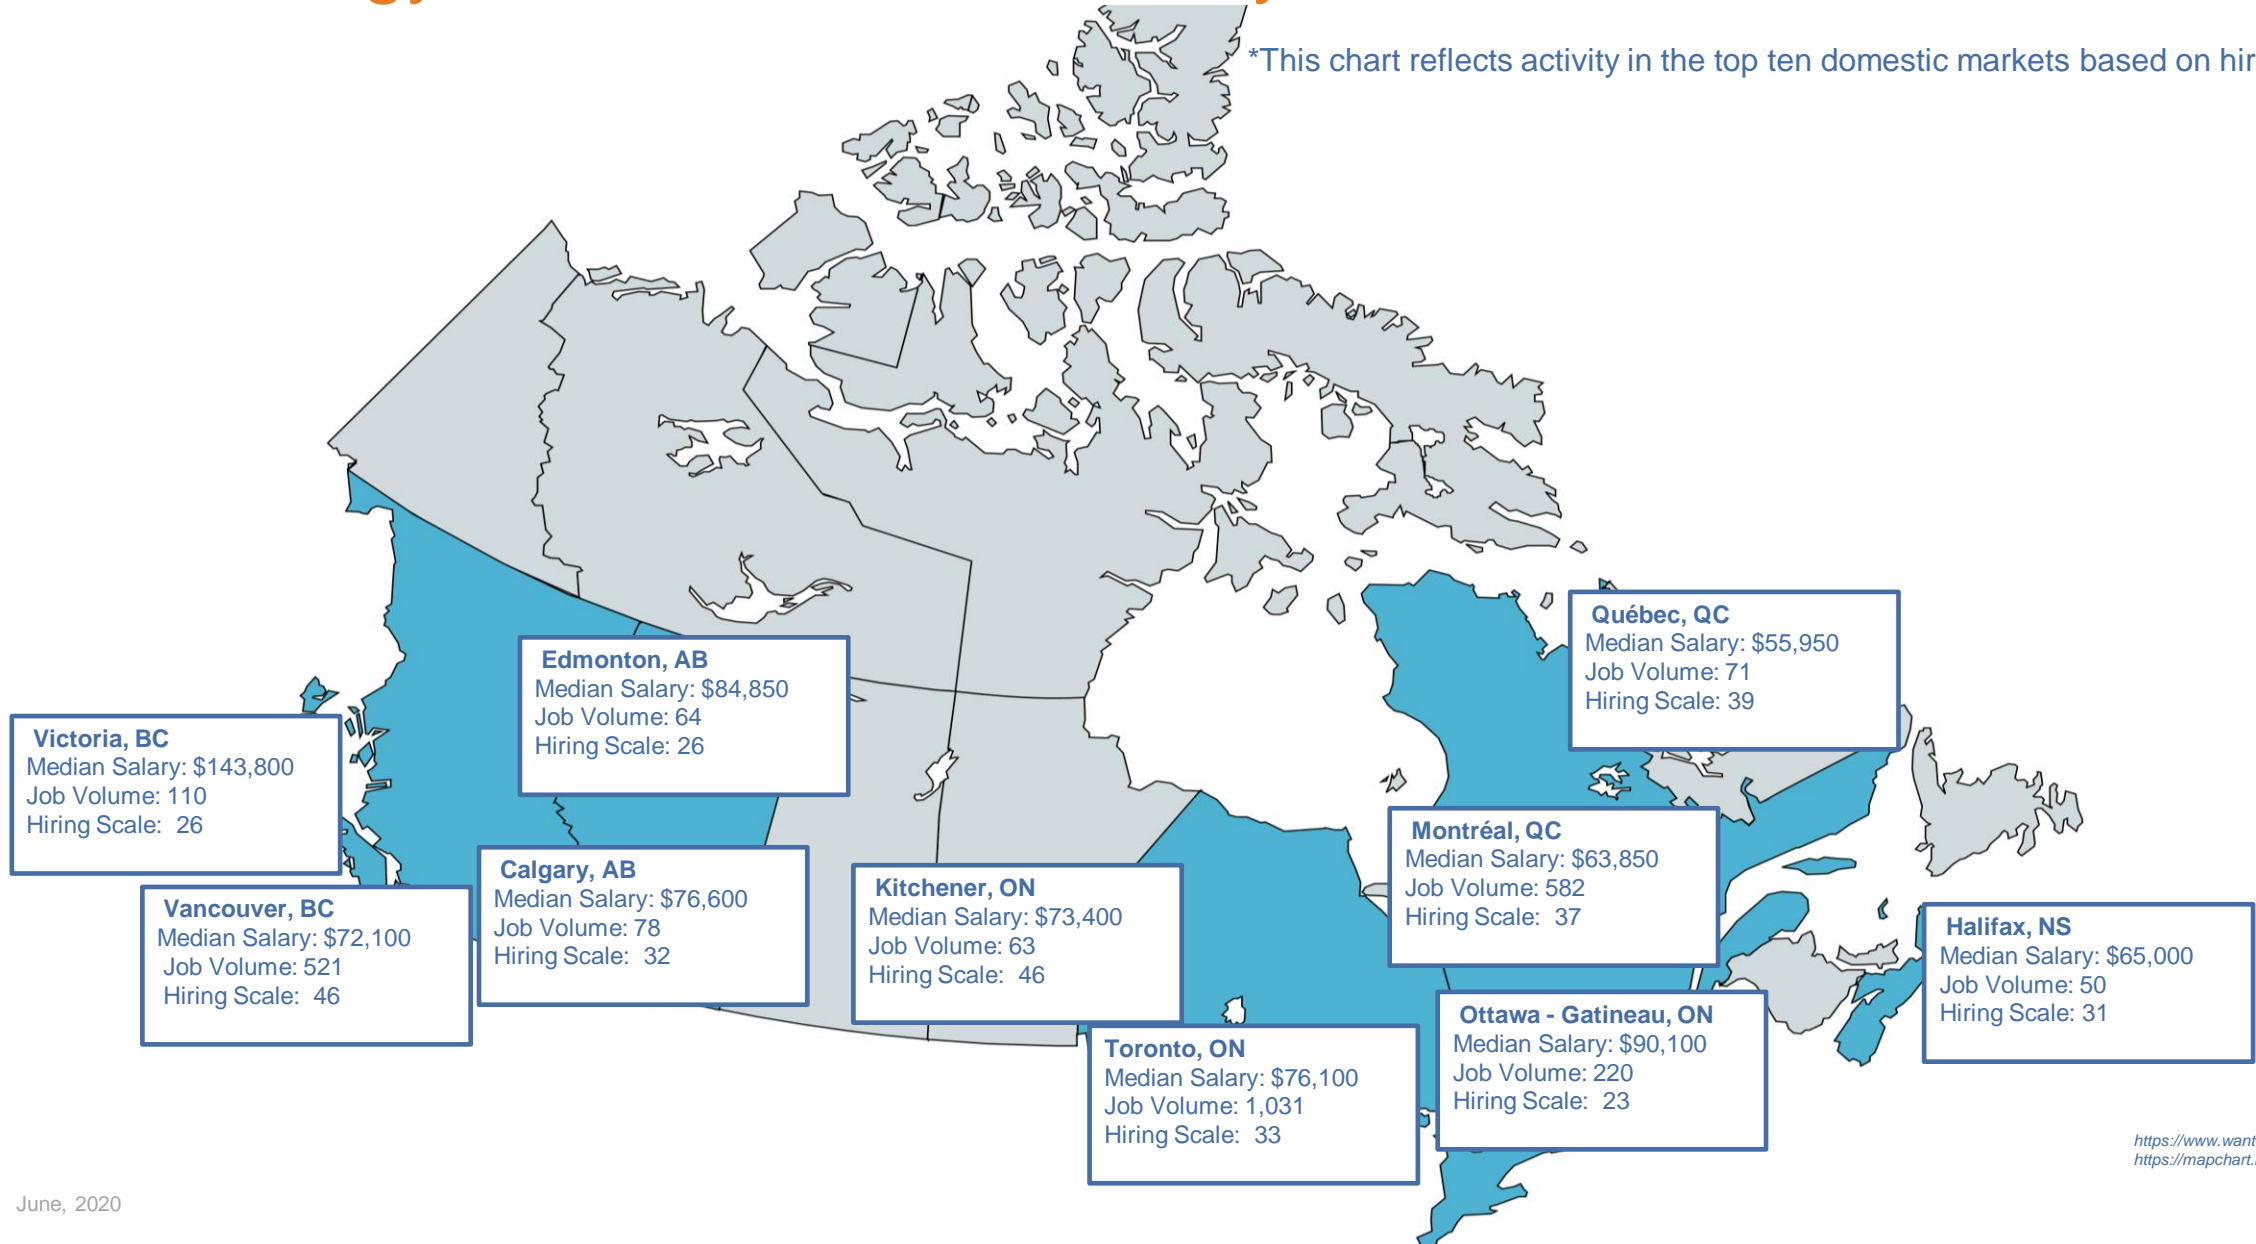 *This chart reflects activity in the top ten domestic markets based on
Québec, QC
Median Salary: $55,950
Job Volume: 71
Hiring Scale: 39
Edmonton, AB
Median Salary: $84,850
Job Volume: 64
Hiring Scale: 26
Victoria, BC
Median Salary: $143,800
Job Volume: 110
Hiring Scale: 26
Montréal, QC
Median Salary: $63,850
Job Volume: 582
Hiring Scale: 37
Calgary, AB
Median Salary: $76,600
Job Volume: 78
Hiring Scale: 32
Kitchener, ON
Median Salary: $73,400
Job Volume: 63
Hiring Scale: 46
Vancouver, BC
Median Salary: $72,100
Job Volume: 521
Hiring Scale: 46
Halifax, NS
Median Salary: $65,000
Job Volume: 50
Hiring Scale: 31
Ottawa - Gatineau, ON
Median Salary: $90,100
Job Volume: 220
Hiring Scale: 23
Toronto, ON
Median Salary: $76,100
Job Volume: 1,031
Hiring Scale: 33
https://www.want
https://mapchart.
June, 2020